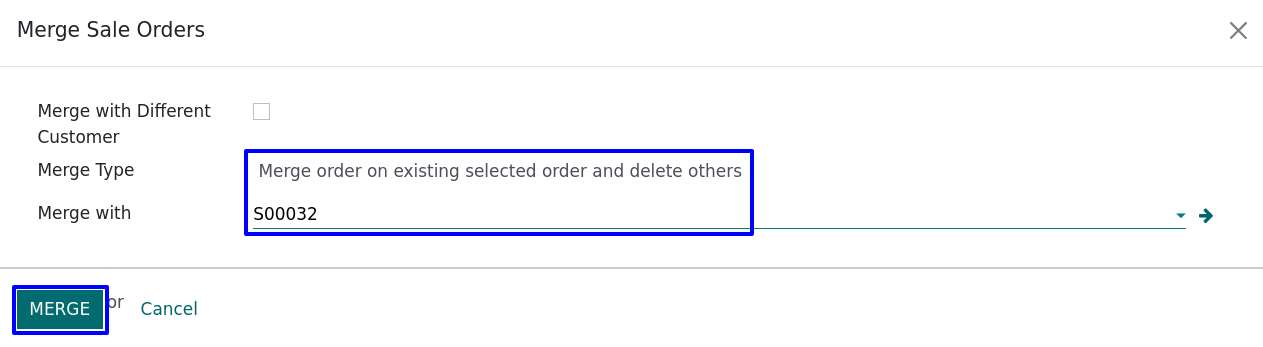 Merge Sale Orders
Merge with Different
Customer
Merge Type
Merge order on existing selected order and delete others
Merge with
S00032
MERGE
or
Cancel